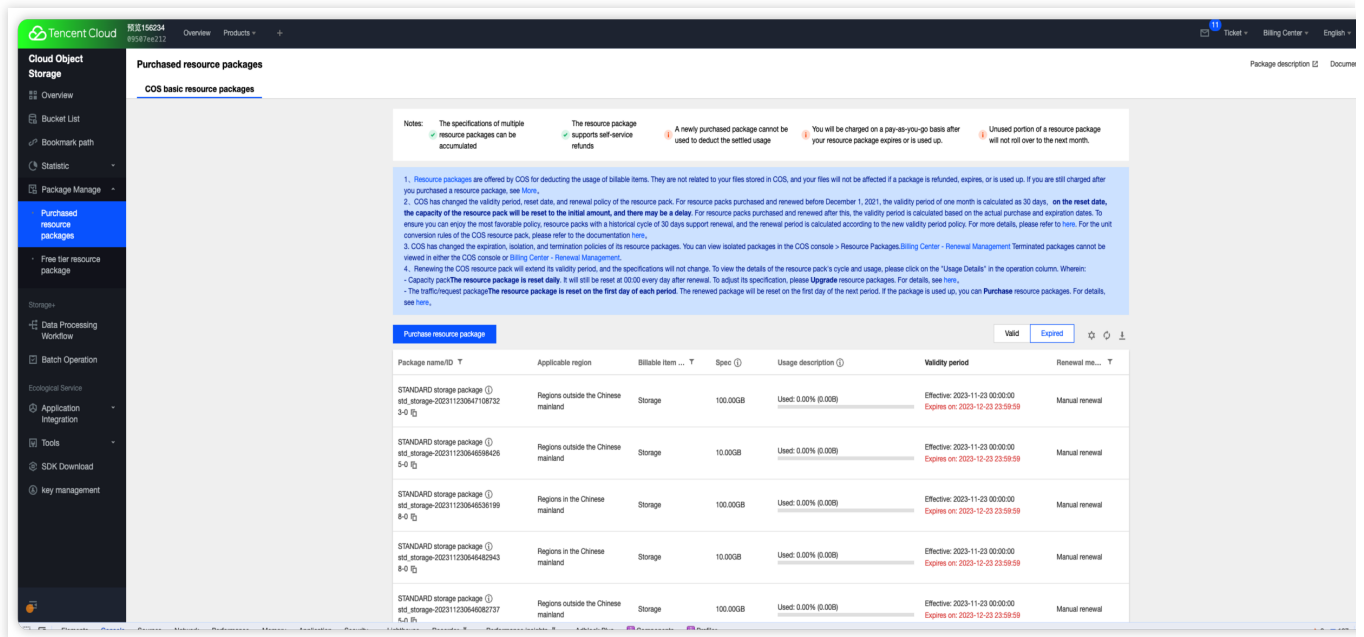 Tencent Cloud
预览156234
09507ee212
Overview
Products
+
11
Ticket
Billing Center
English
Cloud Object
Storage
Overview
Bucket List
Bookmark path
Statistic
Package Manage
Purchased
resource
packages
Free tier resource
package
Storage+
Data Processing
Workflow
Batch Operation
Ecological Service
Application
Integration
Tools
SDK Download
key management
Purchased resource packages
Package description
COS basic resource packages
Notes:
The specifications of multiple
resource packages can be
accumulated
The resource package
supports self-service
refunds
A newly purchased package cannot be
used to deduct the settled usage
You will be charged on a pay-as-you-go basis after
your resource package expires or is used up.
Unused portion of a resource package
will not roll over to the next month.
1、Resource packages are offered by COS for deducting the usage of billable items. They are not related to your files stored in COS, and your files will not be affected if a package is refunded, expires, or is used up. If you are still charged after
you purchased a resource package, see More。
2、COS has changed the validity period, reset date, and renewal policy of the resource pack. For resource packs purchased and renewed before December 1, 2021, the validity period of one month is calculated as 30 days, on the reset date,
the capacity of the resource pack will be reset to the initial amount, and there may be a delay. For resource packs purchased and renewed after this, the validity period is calculated based on the actual purchase and expiration dates. To
ensure you can enjoy the most favorable policy, resource packs with a historical cycle of 30 days support renewal, and the renewal period is calculated according to the new validity period policy. For more details, please refer to here. For the unit
conversion rules of the COS resource pack, please refer to the documentation here。
3. COS has changed the expiration, isolation, and termination policies of its resource packages. You can view isolated packages in the COS console > Resource Packages.Billing Center - Renewal Management Terminated packages cannot be
viewed in either the COS console or Billing Center - Renewal Management.
4、Renewing the COS resource pack will extend its validity period, and the specifications will not change. To view the details of the resource pack's cycle and usage, please click on the "Usage Details" in the operation column. Wherein:
- Capacity packThe resource package is reset daily. It will still be reset at 00:00 every day after renewal. To adjust its specification, please Upgrade resource packages. For details, see here。
- The traffic/request packageThe resource package is reset on the first day of each period. The renewed package will be reset on the first day of the next period. If the package is used up, you can Purchase resource packages. For details,
see here。
Purchase resource package
Valid
Expired
Package name/ID
Applicable region
Billable Item ...
Spec
Usage description
Validity period
Renewal me...
STANDARD storage package
std_storage-202311230647108732
3-0
Regions outside the Chinese
mainland
Storage
100.00GB
Used: 0.00% (0.00B)
Effective: 2023-11-23 00:00:00
Expires on: 2023-12-23 23:59:59
Manual renewal
STANDARD storage package
std_storage-202311230646598426
5-0
Regions outside the Chinese
mainland
Storage
10.00GB
Used: 0.00% (0.00B)
Effective: 2023-11-23 00:00:00
Expires on: 2023-12-23 23:59:59
Manual renewal
STANDARD storage package
std_storage-202311230646536199
8-0
Regions in the Chinese
mainland
Storage
100.00GB
Used: 0.00% (0.00B)
Effective: 2023-11-23 00:00:00
Expires on: 2023-12-23 23:59:59
Manual renewal
STANDARD storage package
std_storage-202311230646482943
8-0
Regions in the Chinese
mainland
Storage
10.00GB
Used: 0.00% (0.00B)
Effective: 2023-11-23 00:00:00
Expires on: 2023-12-23 23:59:59
Manual renewal
STANDARD storage package
std_storage-202311230646082737
5-0
Regions outside the Chinese
mainland
Storage
100.00GB
Used: 0.00% (0.00B)
Effective: 2023-11-23 00:00:00
Expires on: 2023-12-23 23:59:59
Manual renewal